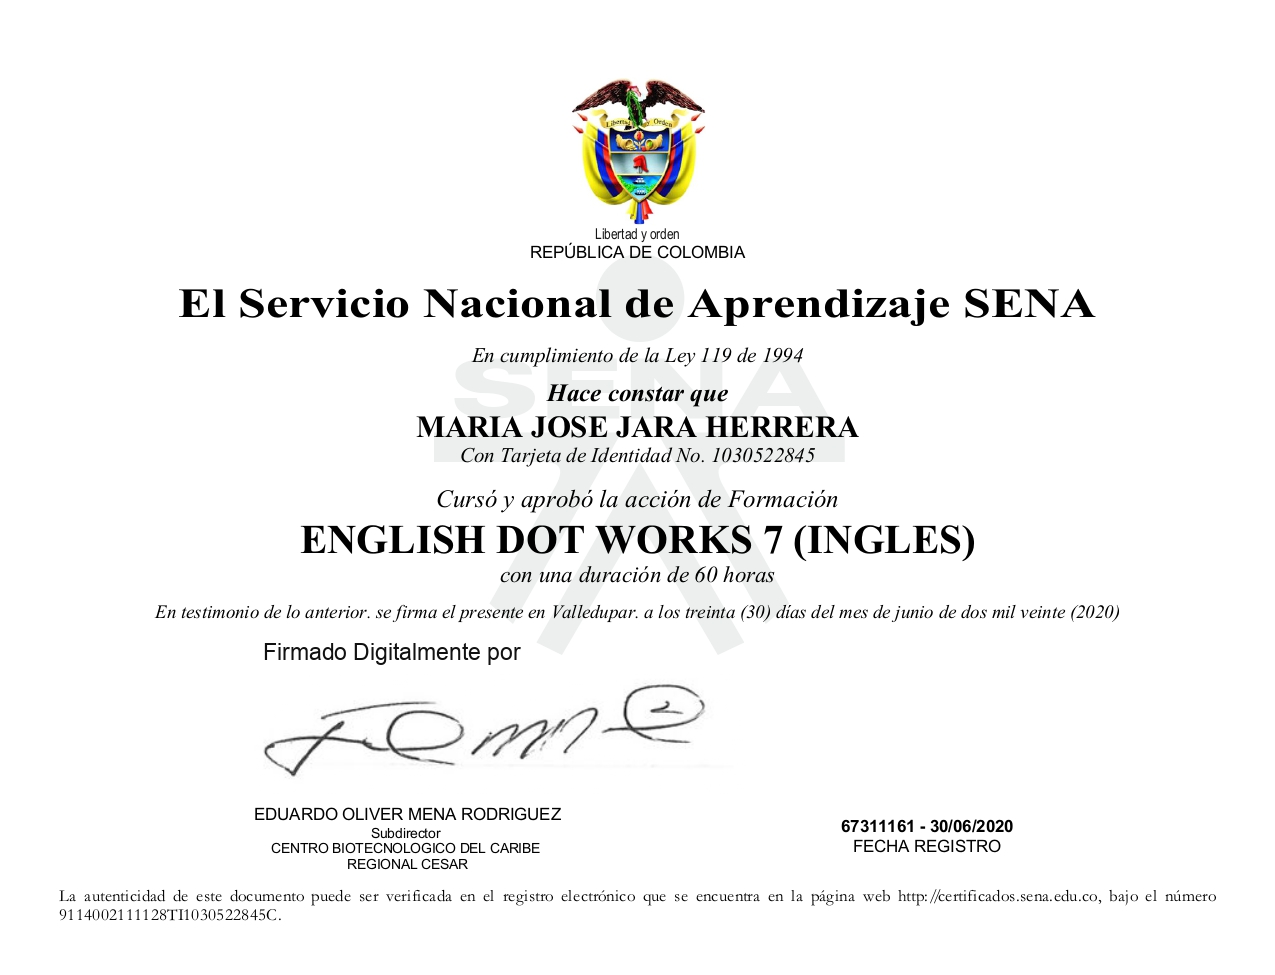 Libertad y Orden
Libertad y orden
REPÚBLICA DE COLOMBIA
El Servicio Nacional de Aprendizaje SENA
En cumplimiento de la Ley 119 de 1994
SENA
Hace constar que
MARIA JOSE JARA HERRERA
Con Tarjeta de Identidad No. 1030522845
Cursó y aprobó la acción de Formación
ENGLISH DOT WORKS 7 (INGLES)
con una duración de 60 horas
En testimonio de lo anterior. se firma el presente en Valledupar. a los treinta (30) días del mes de junio de dos mil veinte (2020)
Firmado Digitalmente por
EDUARDO OLIVER MENA RODRIGUEZ
Subdirector
CENTRO BIOTECNOLOGICO DEL CARIBE
REGIONAL CESAR
67311161 - 30/06/2020
FECHA REGISTRO
La autenticidad de este documento puede ser verificada en el registro electrónico que se encuentra en la página web http://certificados.sena.edu.co, bajo el número
9114002111128TI1030522845C.